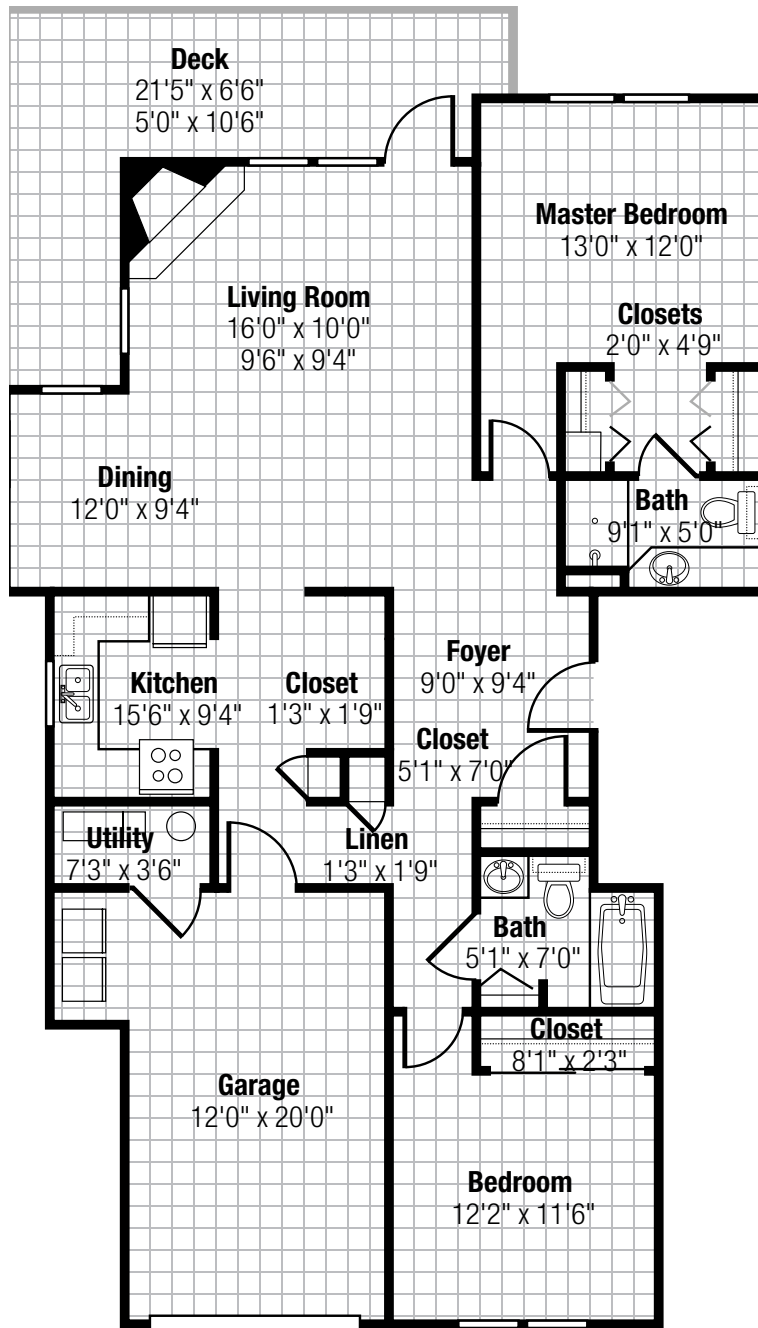 Deck
21'5" x 6'6"
5'0" x 10'6"
Master Bedroom
13'0" x 12'0"
Living Room
16'0" x 10'0"
9'6" x 9'4"
Closets
2'0" x 4'9"
Dining
12'0" x 9'4"
Bath
9'1" x 5'0"
Kitchen
15'6" x 9'4"
Closet
1'3" x 1'9"
Foyer
9'0" x 9'4"
Closet
5'1" x 7'0"
Utility
7'3" x 3'6"
Linen
1'3" x 1'9"
Bath
5'1" x 7'0"
Closet
8'1" x 2'3"
Garage
12'0" x 20'0"
Bedroom
12'2" x 11'6"